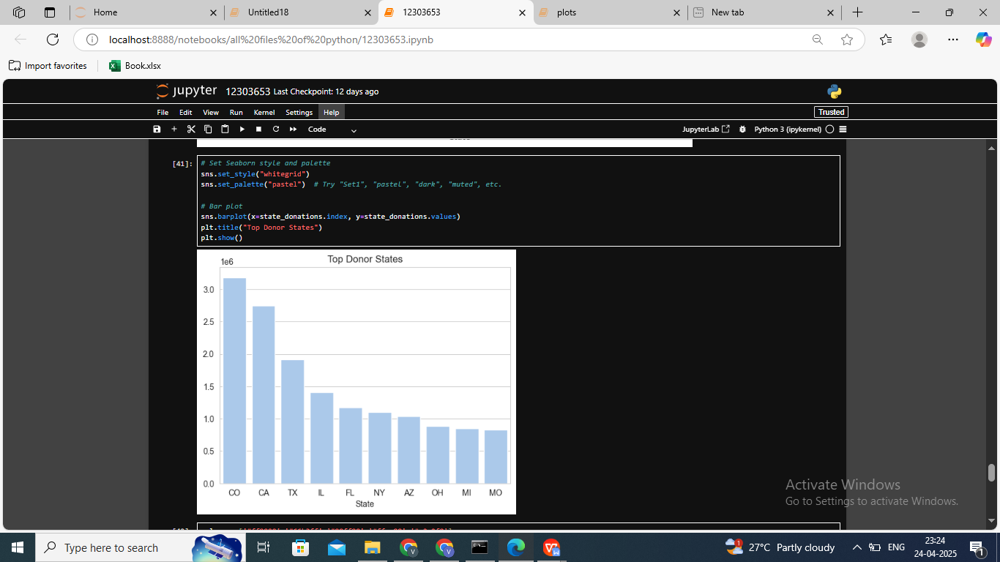 Home
Untitled18
12303653
plots
New tab
localhost:8888/notebooks/all%20files%20of%20python/12303653.ipynb
Import favorites
Book.xlsx
jupyter 12303653 Last Checkpoint: 12 days ago
File Edit View Run Kernel Settings Help
Trusted
Code
JupyterLab
Python 3 (ipykernel)
[41]:
# Set Seaborn style and palette
sns.set_style("whitegrid")
sns.set_palette("pastel")  # Try "Set1", "pastel", "dark", "muted", etc.
# Bar plot
sns.barplot(x=state_donations.index, y=state_donations.values)
plt.title("Top Donor States")
plt.show()
Top Donor States
1e6
3.0
2.5
2.0
1.5
1.0
0.5
0.0
CO CA TX IL FL NY AZ OH MI MO
State
Activate Windows
Go to Settings to activate Windows.
Type here to search
1
27°C Partly cloudy
ENG
23:24
24-04-2025
1